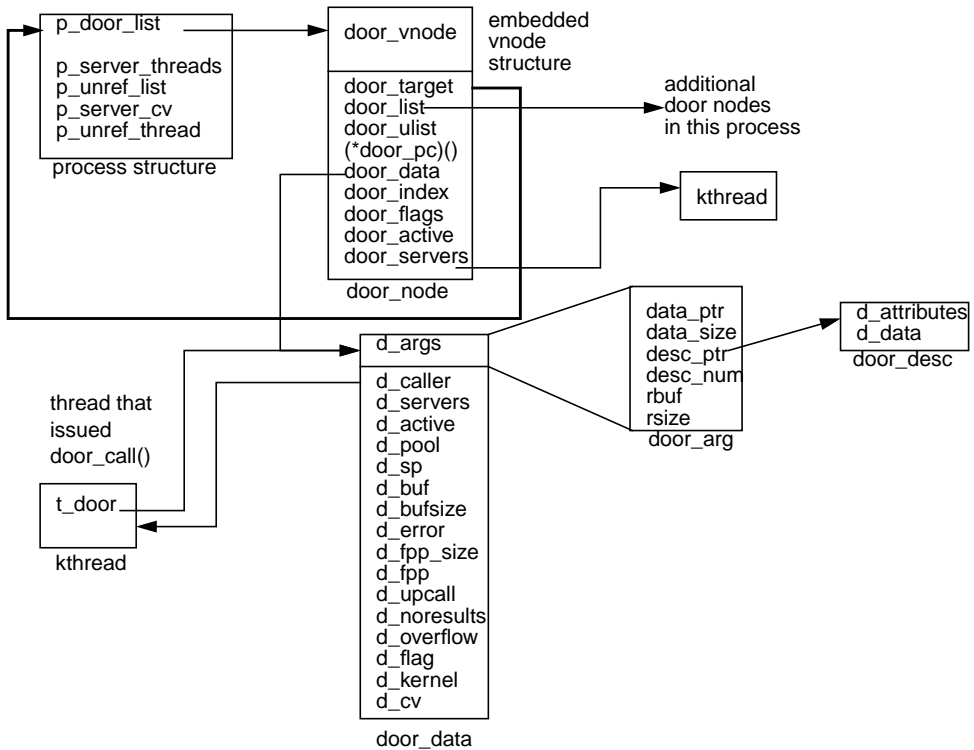 p_door_list
p_server_threads
p_unref_list
p_server_cv
p_unref_thread
process structure
door_vnode
embedded
vnode
structure
door_target
door_list
door_ulist
(*door_pc)()
door_data
door_index
door_flags
door_active
door_servers
door_node
additional
door nodes
in this process
kthread
d_args
d_caller
d_servers
d_active
d_pool
d_sp
d_buf
d_bufsize
d_error
d_fpp_size
d_fpp
d_upcall
d_noresults
d_overflow
d_flag
d_kernel
d_cv
door_data
data_ptr
data_size
desc_ptr
desc_num
rbuf
rsize
door_arg
d_attributes
d_data
door_desc
thread that
issued
door_call()
t_door
kthread